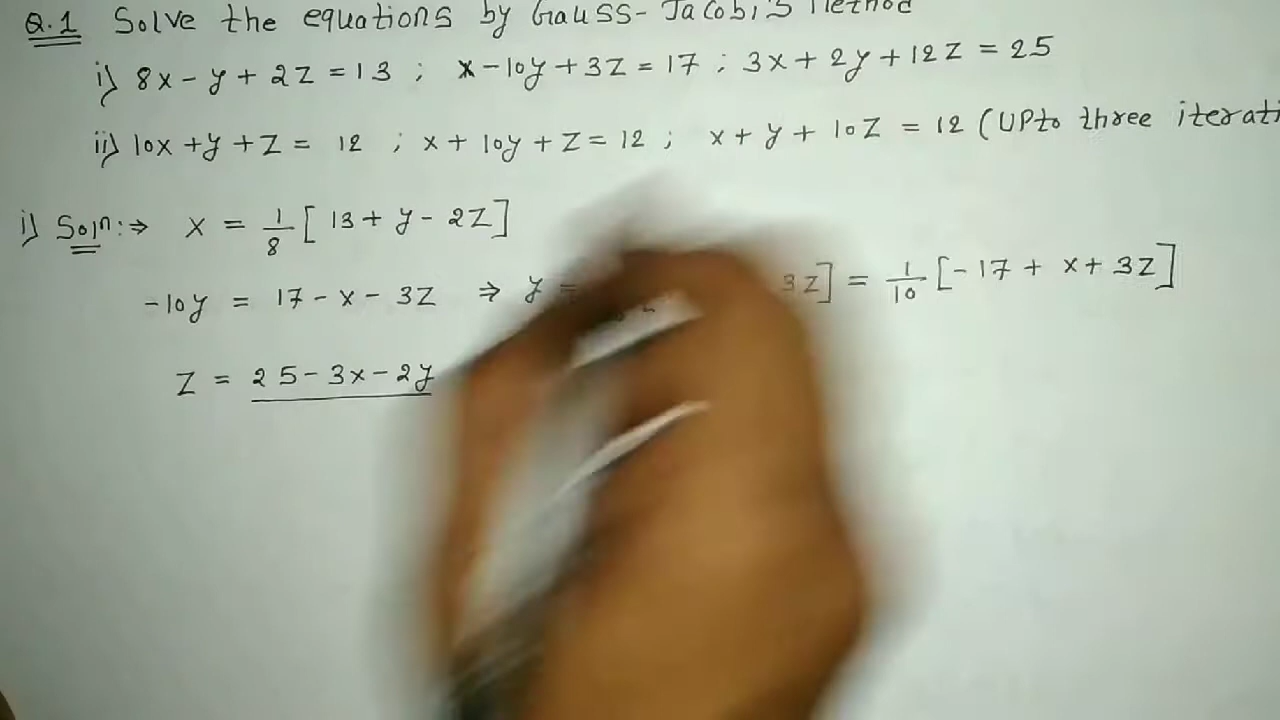 Q.1 Solve the equations by Gauss-Jacobi's Method
i) 8x - y + 2z = 13 ; x - 10y + 3z = 17 ; 3x + 2y + 12z = 25
ii) 10x + y + z = 12 ; x + 10y + z = 12 ; x + y + 10z = 12 (UPto three
i) Soln:⇒ x = 1/8 [13 + y - 2z]
-10y = 17 - x - 3z ⇒ y = 3z] = 1/10 [-17 + x + 3z]
z = 25 - 3x - 2y